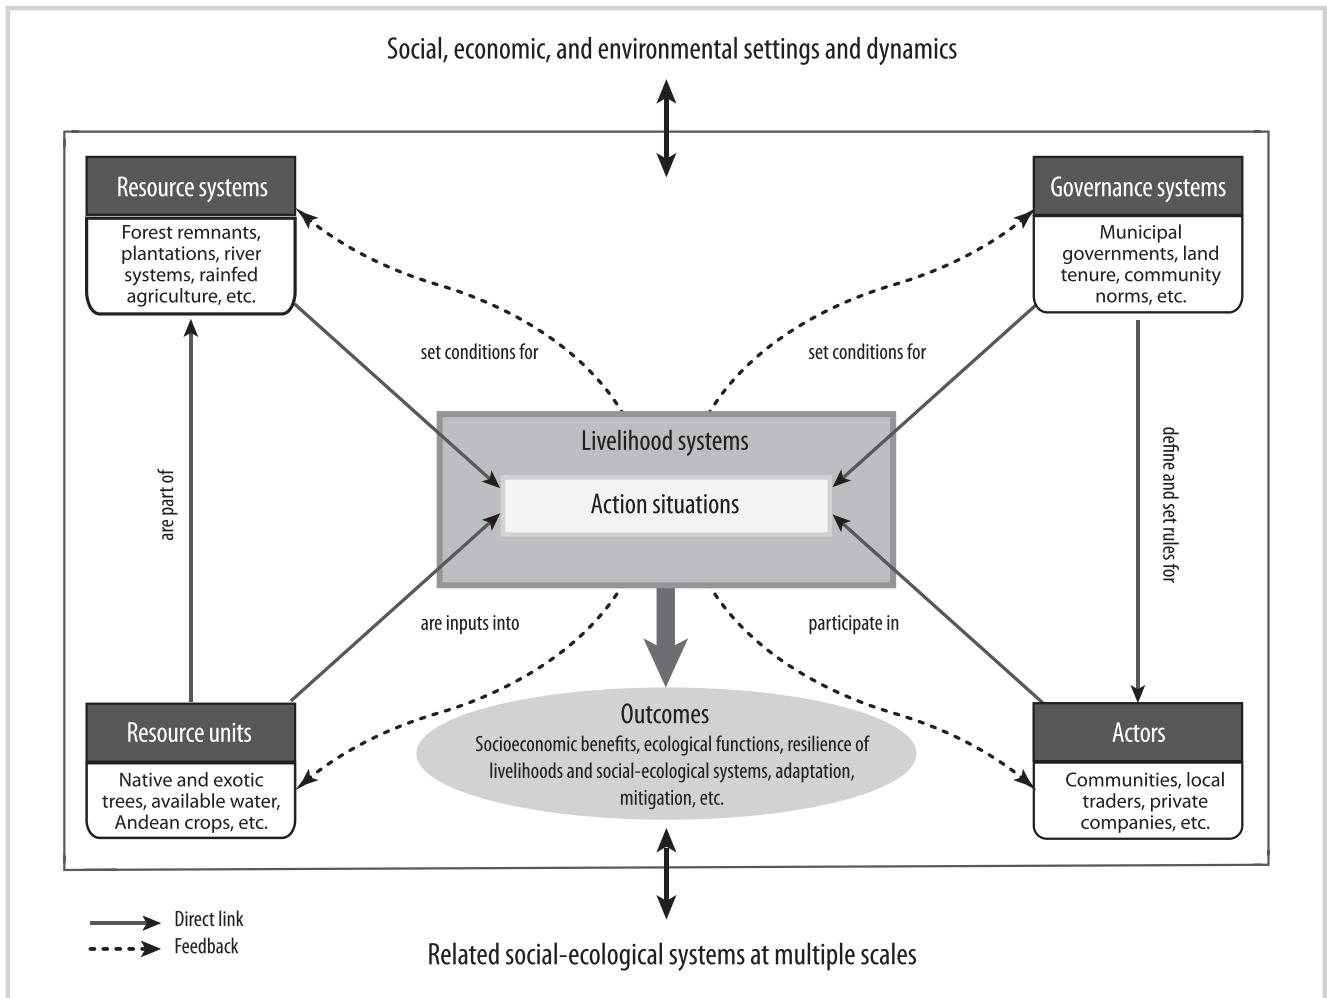 Social, economic, and environmental settings and dynamics
Resource systems
Forest remnants,
plantations, river
systems, rainfed
agriculture, etc.
Governance systems
Municipal
governments, land
tenure, community
norms, etc.
set conditions for
set conditions for
Livelihood systems
Action situations
are part of
define and set rules for
are inputs into
participate in
Resource units
Native and exotic
trees, available water,
Andean crops, etc.
Outcomes
Socioeconomic benefits, ecological functions, resilience of
livelihoods and social-ecological systems, adaptation,
mitigation, etc.
Actors
Communities, local
traders, private
companies, etc.
Direct link
Feedback
Related social-ecological systems at multiple scales